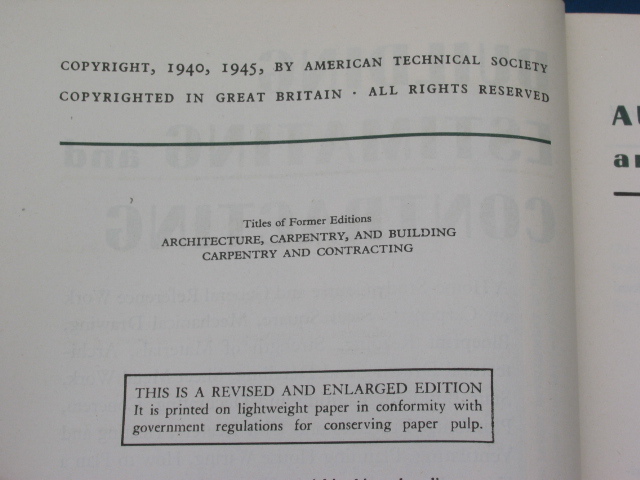 COPYRIGHT, 1940, 1945, BY AMERICAN TECHNICAL SOCIETY
COPYRIGHTED IN GREAT BRITAIN · ALL RIGHTS RESERVED
Titles of Former Editions
ARCHITECTURE, CARPENTRY, AND BUILDING
CARPENTRY AND CONTRACTING
THIS IS A REVISED AND ENLARGED EDITION
It is printed on lightweight paper in conformity with
government regulations for conserving paper pulp.